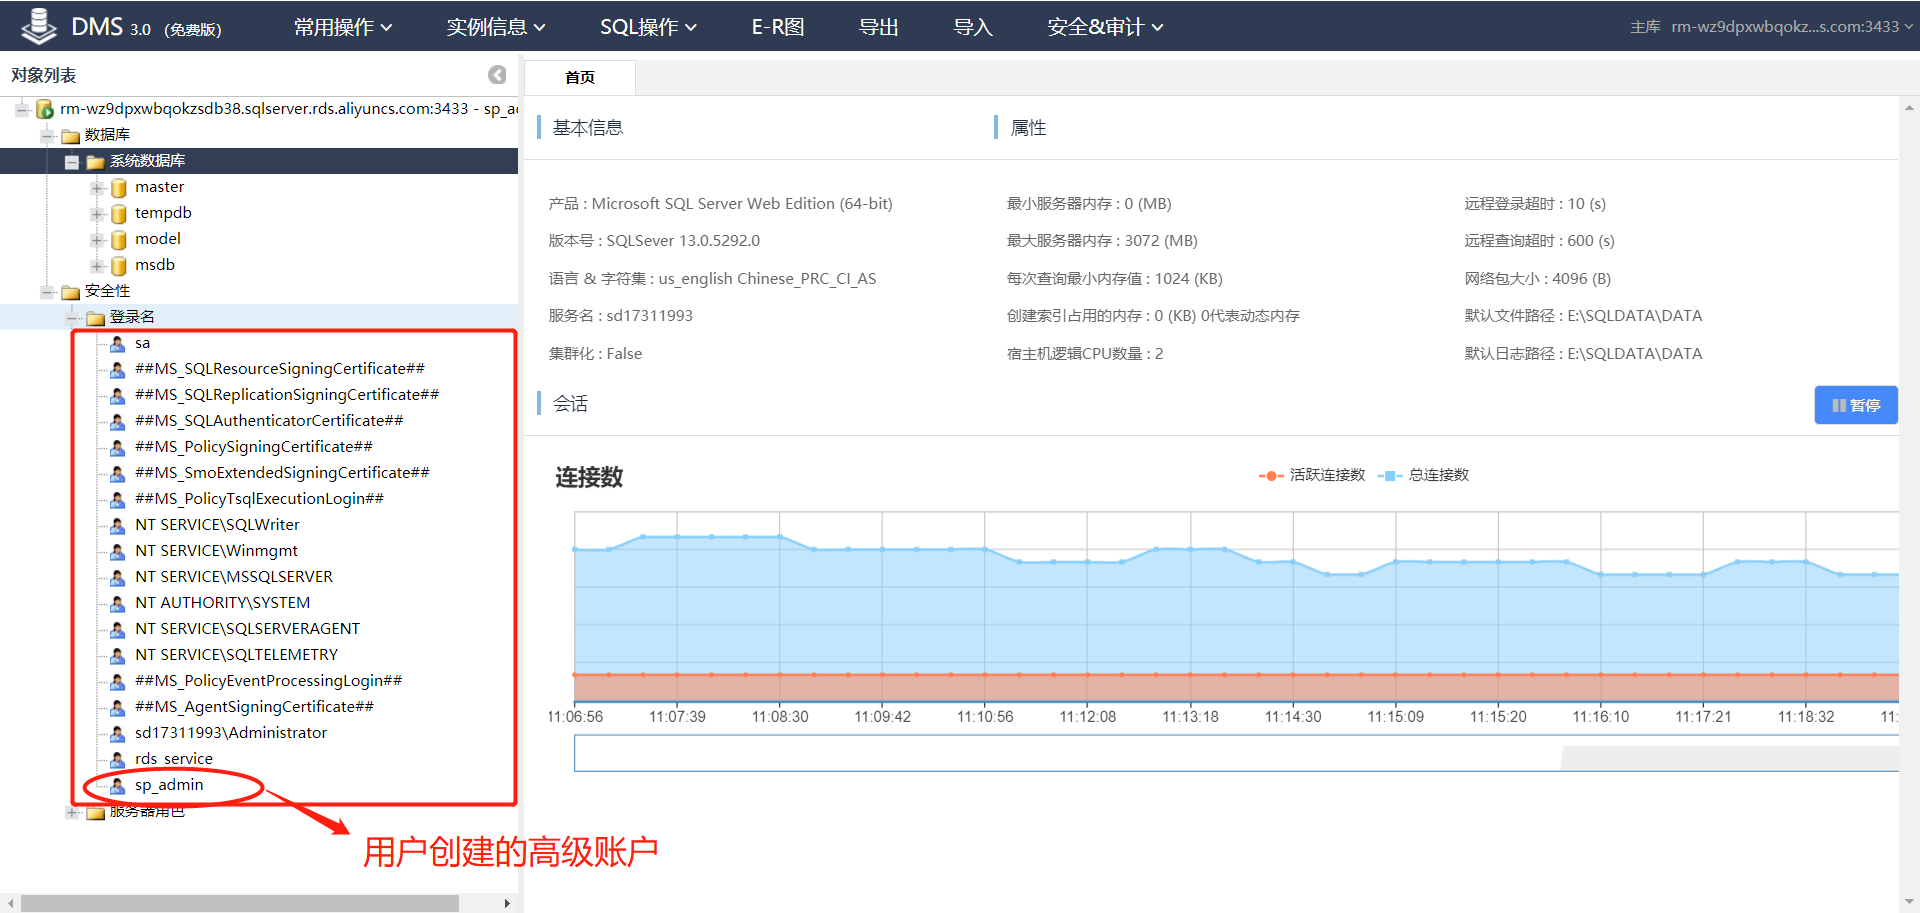 DMS 3.0 (免费版) 常用操作 实例信息 SQL操作 E-R图 导出 导入 安全&审计 主库 rm-wz9dpxwbqokz...s.com:3433
对象列表
首页
rm-wz9dpxwbqokzsdb38.sqlserver.rds.aliyuncs.com:3433 - sp_a
数据库
系统数据库
master
tempdb
model
msdb
安全性
登录名
sa
##MS_SQLResourceSigningCertificate##
##MS_SQLReplicationSigningCertificate##
##MS_SQLAuthenticatorCertificate##
##MS_PolicySigningCertificate##
##MS_SmoExtendedSigningCertificate##
##MS_PolicyTsqlExecutionLogin##
NT SERVICE\SQLWriter
NT SERVICE\Winmgmt
NT SERVICE\MSSQLSERVER
NT AUTHORITY\SYSTEM
NT SERVICE\SQLSERVERAGENT
NT SERVICE\SQLTELEMETRY
##MS_PolicyEventProcessingLogin##
##MS_AgentSigningCertificate##
sd17311993\Administrator
rds_service
sp_admin
服务器角色
用户创建的高级账户
基本信息 属性
产品 : Microsoft SQL Server Web Edition (64-bit) 最小服务器内存 : 0 (MB) 远程登录超时 : 10 (s)
版本号 : SQLSever 13.0.5292.0 最大服务器内存 : 3072 (MB) 远程查询超时 : 600 (s)
语言 & 字符集 : us_english Chinese_PRC_CI_AS 每次查询最小内存值 : 1024 (KB) 网络包大小 : 4096 (B)
服务名 : sd17311993 创建索引占用的内存 : 0 (KB) 0代表动态内存 默认文件路径 : E:\SQLDATA\DATA
集群化 : False 宿主机逻辑CPU数量 : 2 默认日志路径 : E:\SQLDATA\DATA
会话 暂停
连接数 活跃连接数 总连接数
11:06:56 11:07:39 11:08:30 11:09:42 11:10:56 11:12:08 11:13:18 11:14:30 11:15:09 11:15:20 11:16:10 11:17:21 11:18:32 11: